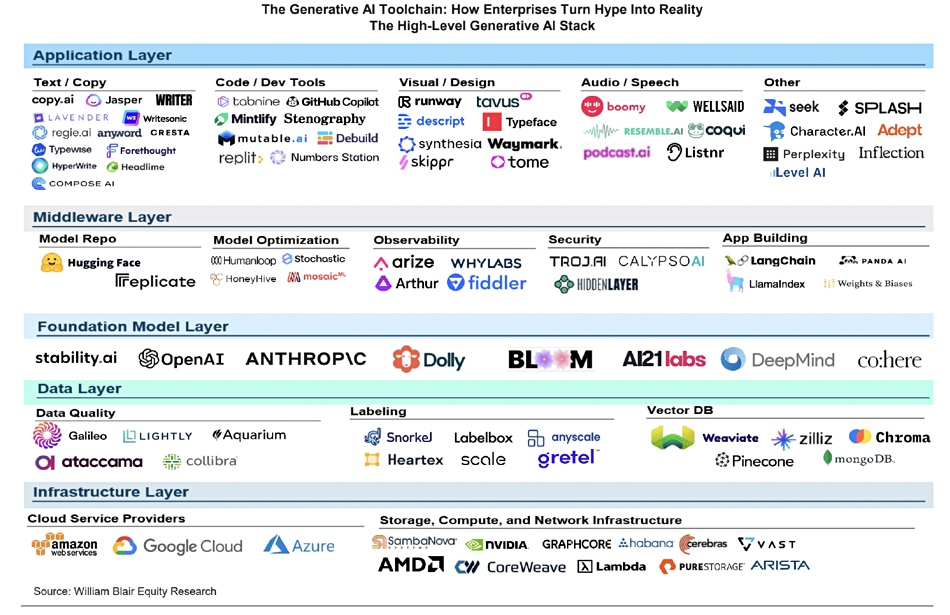 The Generative AI Toolchain: How Enterprises Turn Hype Into Reality
The High-Level Generative AI Stack
Application Layer
Text / Copy
copy.ai Jasper WRITER
LAVENDER WS Writesonic
regie.ai anyword CRESTA
Typewise Forethought
HyperWrite Headlime
COMPOSE AI
Code / Dev Tools
tabnine GitHub Copilot
Mintlify Stenography
mutable.ai Debuild
replit Numbers Station
Visual / Design
runway tavus
descript Typeface
synthesia Waymark
skippr tome
Audio / Speech
boomy WELLSAID
RESEMBLE.AI coqui
podcast.ai Listnr
Other
seek SPLASH
Character.AI Adept
Perplexity Inflection
Level AI
Middleware Layer
Model Repo
Hugging Face
replicate
Model Optimization
Humanloop Stochastic
HoneyHive mosaicML
Observability
arize WHYLABS
Arthur fiddler
Security
TROJ.AI CALYPSOAI
HIDDENLAYER
App Building
LangChain PANDA AI
LlamaIndex Weights & Biases
Foundation Model Layer
stability.ai OpenAI ANTHROP\C Dolly BLOOM AI21labs DeepMind co:here
Data Layer
Data Quality
Galileo LIGHTLY Aquarium
ataccama collibra
Labeling
Snorkel Labelbox anyscale
Heartex scale gretel
Vector DB
Weaviate zilliz Chroma
Pinecone mongoDB.
Infrastructure Layer
Cloud Service Providers
amazon webservices Google Cloud Azure
Storage, Compute, and Network Infrastructure
SambaNova SYSTEMS NVIDIA. GRAPHCORE habana cerebras VAST
AMD CoreWeave Lambda PURESTORAGE ARISTA
Source: William Blair Equity Research